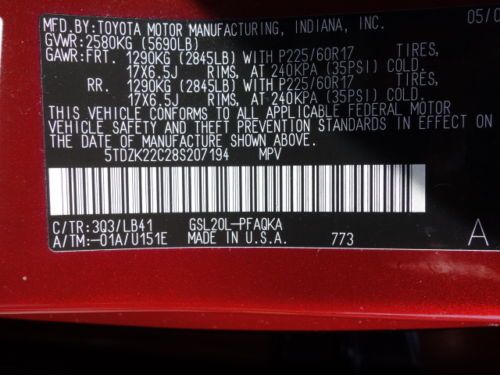 MFD.BY:TOYOTA MOTOR MANUFACTURING, INDIANA, INC. 05/0
GVWR: 2580KG (5690LB)
GAWR:FRT. 1290KG (2845LB) WITH P225/60R17 TIRES,
17X6.5J RIMS, AT 240KPA (35PSI) COLD.
RR. 1290KG (2845LB) WITH P225/60R17 TIRES,
17X6.5J RIMS, AT 240KPA (35PSI) COLD.
THIS VEHICLE CONFORMS TO ALL APPLICABLE FEDERAL MOTOR
VEHICLE SAFETY AND THEFT PREVENTION STANDARDS IN EFFECT ON
THE DATE OF MANUFACTURE SHOWN ABOVE.
5TDZK22C28S207194 MPV
C/TR: 3Q3/LB41 GSL20L-PFAQKA A
A/TM:-01A/U151E MADE IN U.S.A. 773